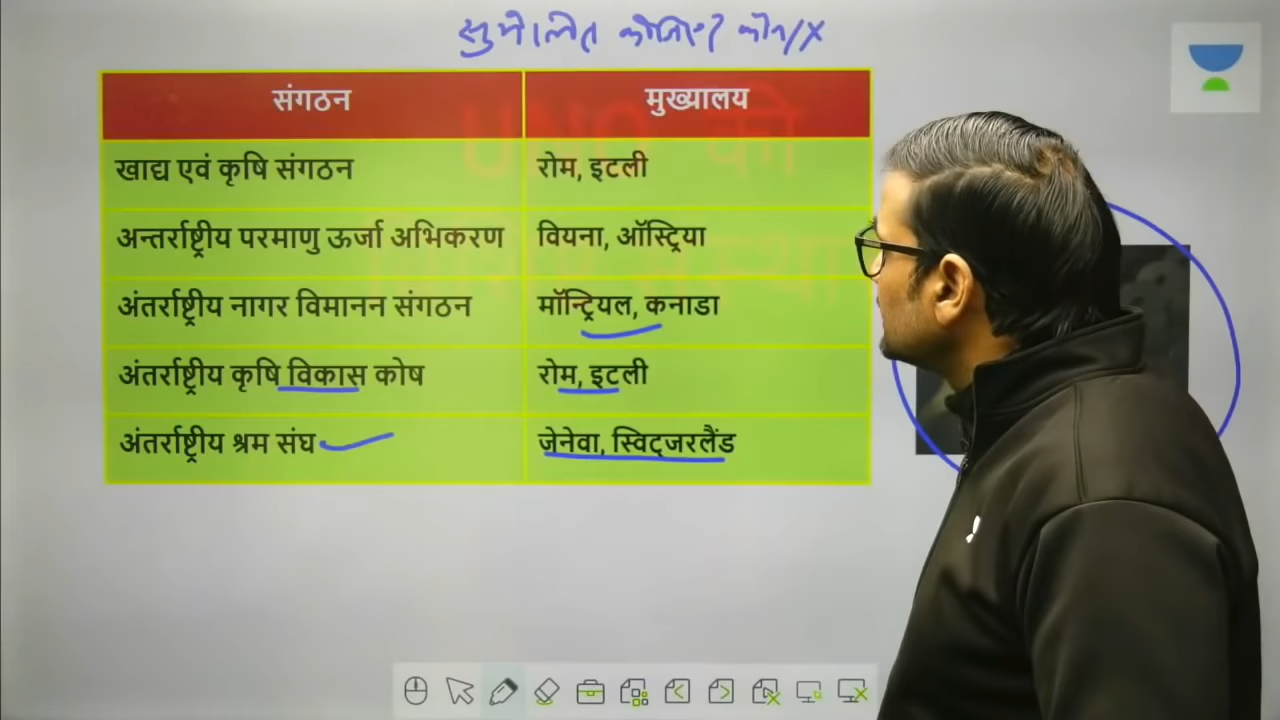 सुमेलित कीजिए? कौन/X
संगठन मुख्यालय
खाद्य एवं कृषि संगठन रोम, इटली
अन्तर्राष्ट्रीय परमाणु ऊर्जा अभिकरण वियना, ऑस्ट्रिया
अंतर्राष्ट्रीय नागर विमानन संगठन मॉन्ट्रियल, कनाडा
अंतर्राष्ट्रीय कृषि विकास कोष रोम, इटली
अंतर्राष्ट्रीय श्रम संघ जेनेवा, स्विट्जरलैंड